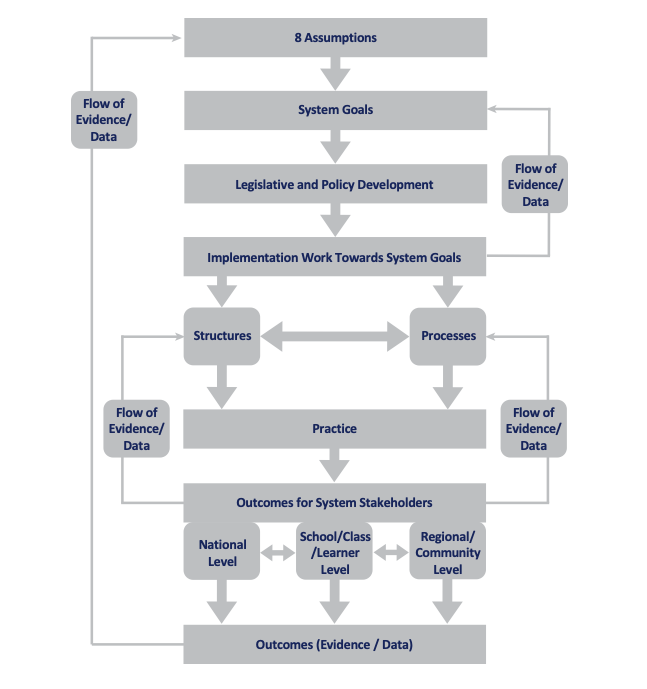 8 Assumptions
Flow of
Evidence/
Data
System Goals
Flow of
Evidence/
Data
Legislative and Policy Development
Implementation Work Towards System Goals
Structures
Processes
Flow of
Evidence/
Data
Practice
Flow of
Evidence/
Data
Outcomes for System Stakeholders
National
Level
School/Class
/Learner
Level
Regional/
Community
Level
Outcomes (Evidence / Data)